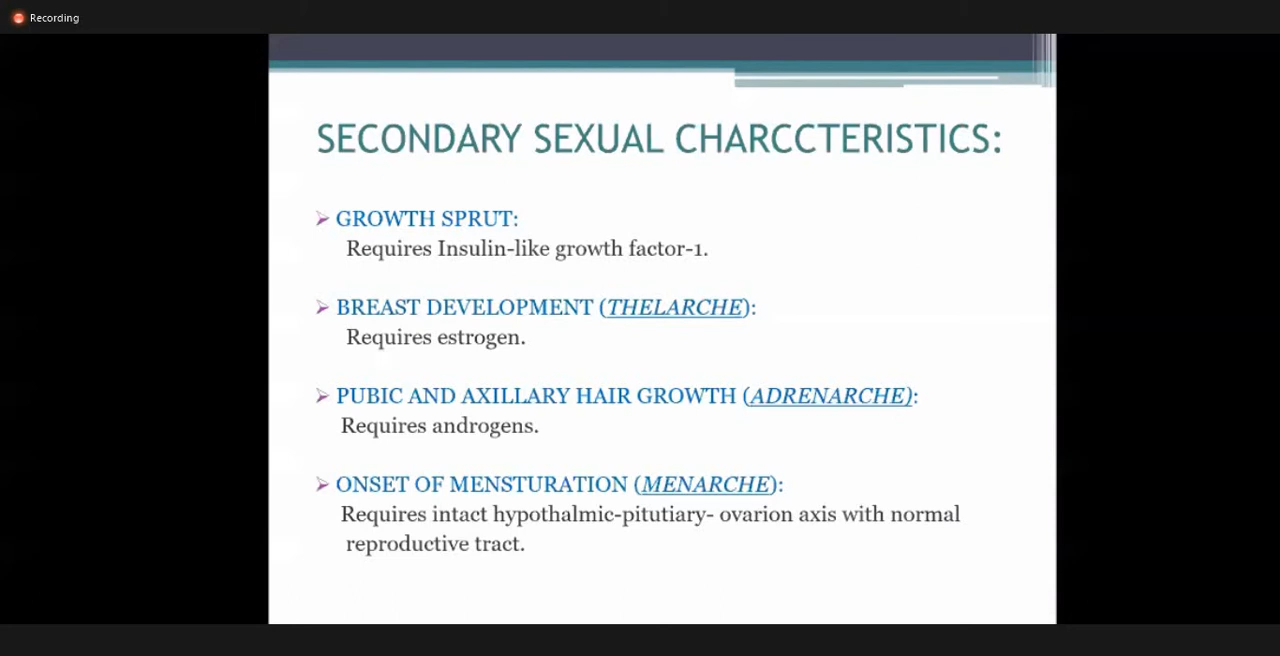 Recording
SECONDARY SEXUAL CHARCCTERISTICS:
GROWTH SPRUT:
Requires Insulin-like growth factor-1.
BREAST DEVELOPMENT (THELARCHE):
Requires estrogen.
PUBIC AND AXILLARY HAIR GROWTH (ADRENARCHE):
Requires androgens.
ONSET OF MENSTURATION (MENARCHE):
Requires intact hypothalmic-pitutiary- ovarion axis with normal
reproductive tract.